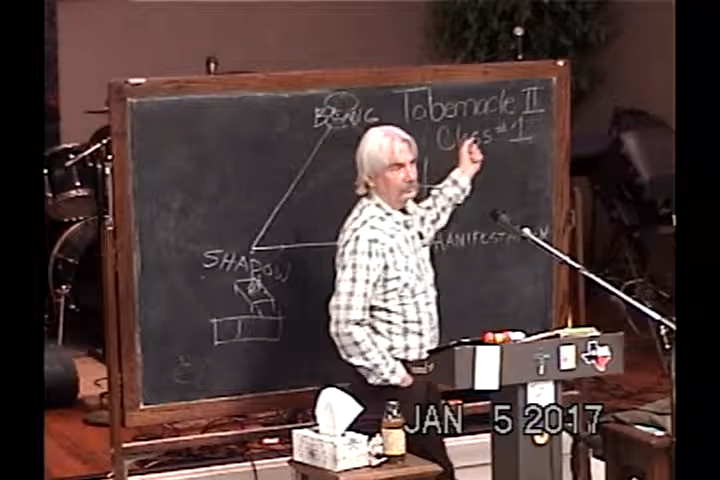 BEING Tabernacle II
Class #1
MANIFESTATION
SHADOW
JAN 5 2017